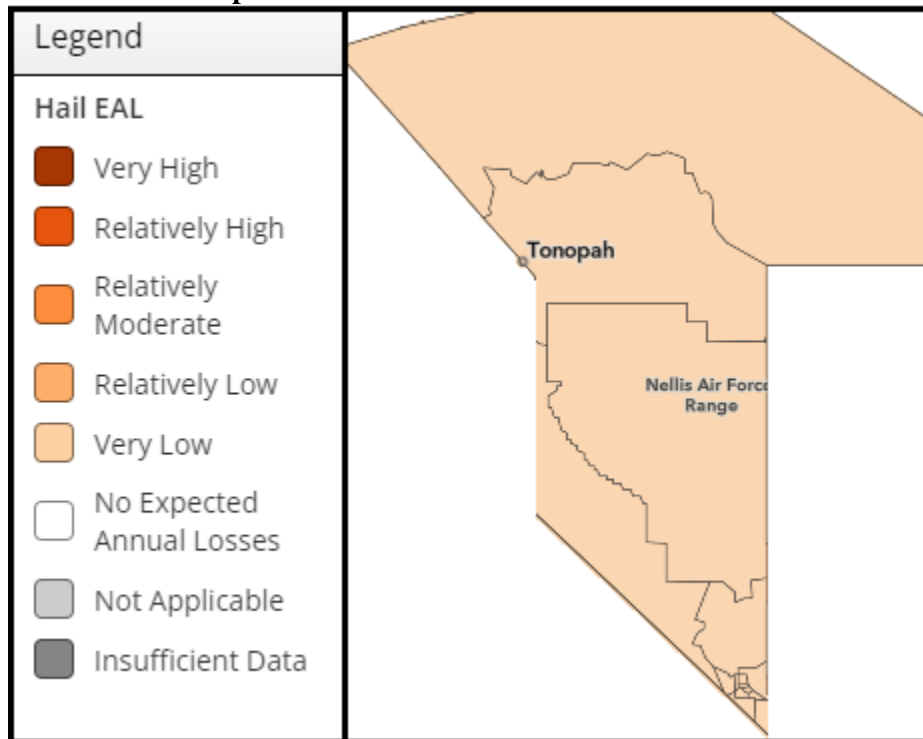 Legend
Hail EAL
Very High
Relatively High
Relatively
Moderate
Relatively Low
Very Low
No Expected
Annual Losses
Not Applicable
Insufficient Data
Tonopah
Nellis Air Force
Range